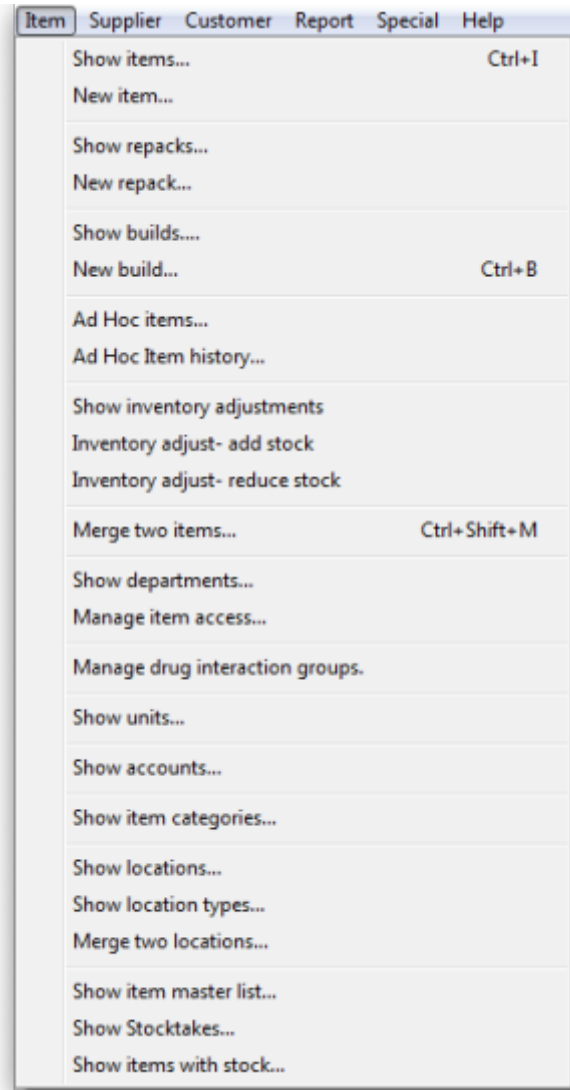 Item Supplier Customer Report Special Help
Show items... Ctrl+I
New item...
Show repacks...
New repack...
Show builds....
New build... Ctrl+B
Ad Hoc items...
Ad Hoc Item history...
Show inventory adjustments
Inventory adjust- add stock
Inventory adjust- reduce stock
Merge two items... Ctrl+Shift+M
Show departments...
Manage item access...
Manage drug interaction groups.
Show units...
Show accounts...
Show item categories...
Show locations...
Show location types...
Merge two locations...
Show item master list...
Show Stocktakes...
Show items with stock...